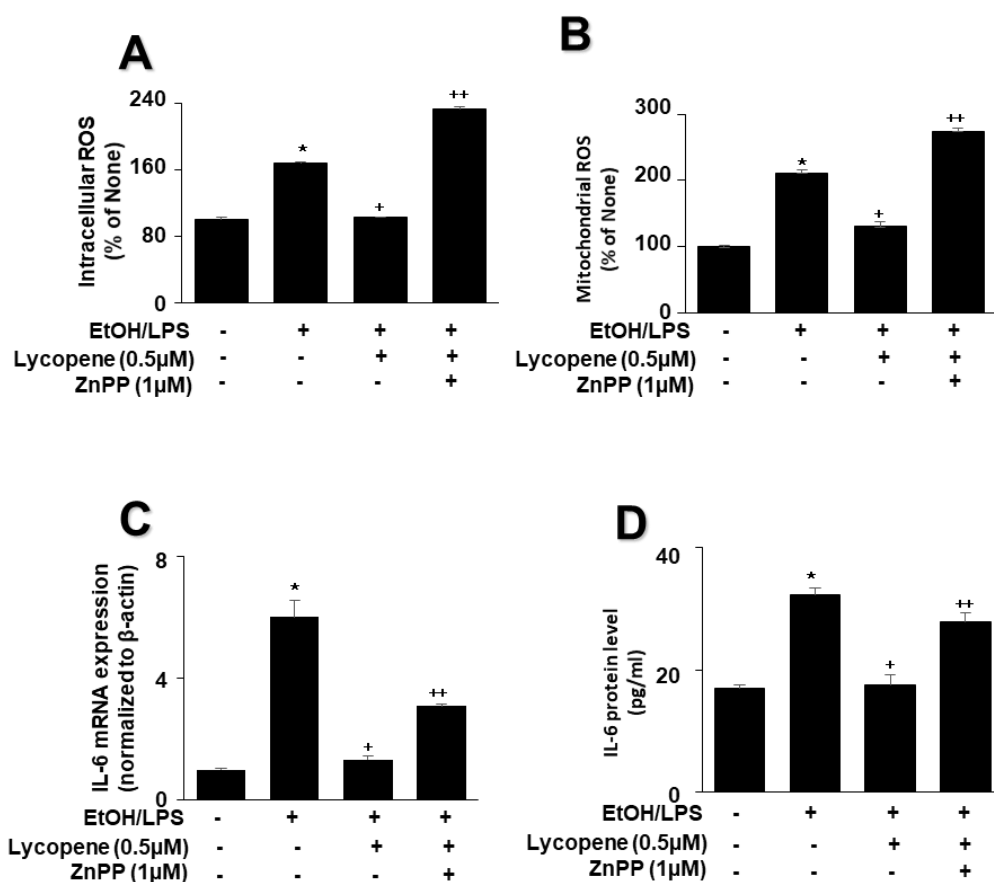 A
Intracellular ROS
(% of None)
240
160
80
0
*
+
++
EtOH/LPS - + + +
Lycopene (0.5µM) - - + +
ZnPP (1µM) - - - +
B
Mitochondrial ROS
(% of None)
300
200
100
0
*
+
++
EtOH/LPS - + + +
Lycopene (0.5µM) - - + +
ZnPP (1µM) - - - +
C
IL-6 mRNA expression
(normalized to β-actin)
8
4
0
*
+
++
EtOH/LPS - + + +
Lycopene (0.5µM) - - + +
ZnPP (1µM) - - - +
D
IL-6 protein level
(pg/ml)
40
20
0
*
+
++
EtOH/LPS - + + +
Lycopene (0.5µM) - - + +
ZnPP (1µM) - - - +